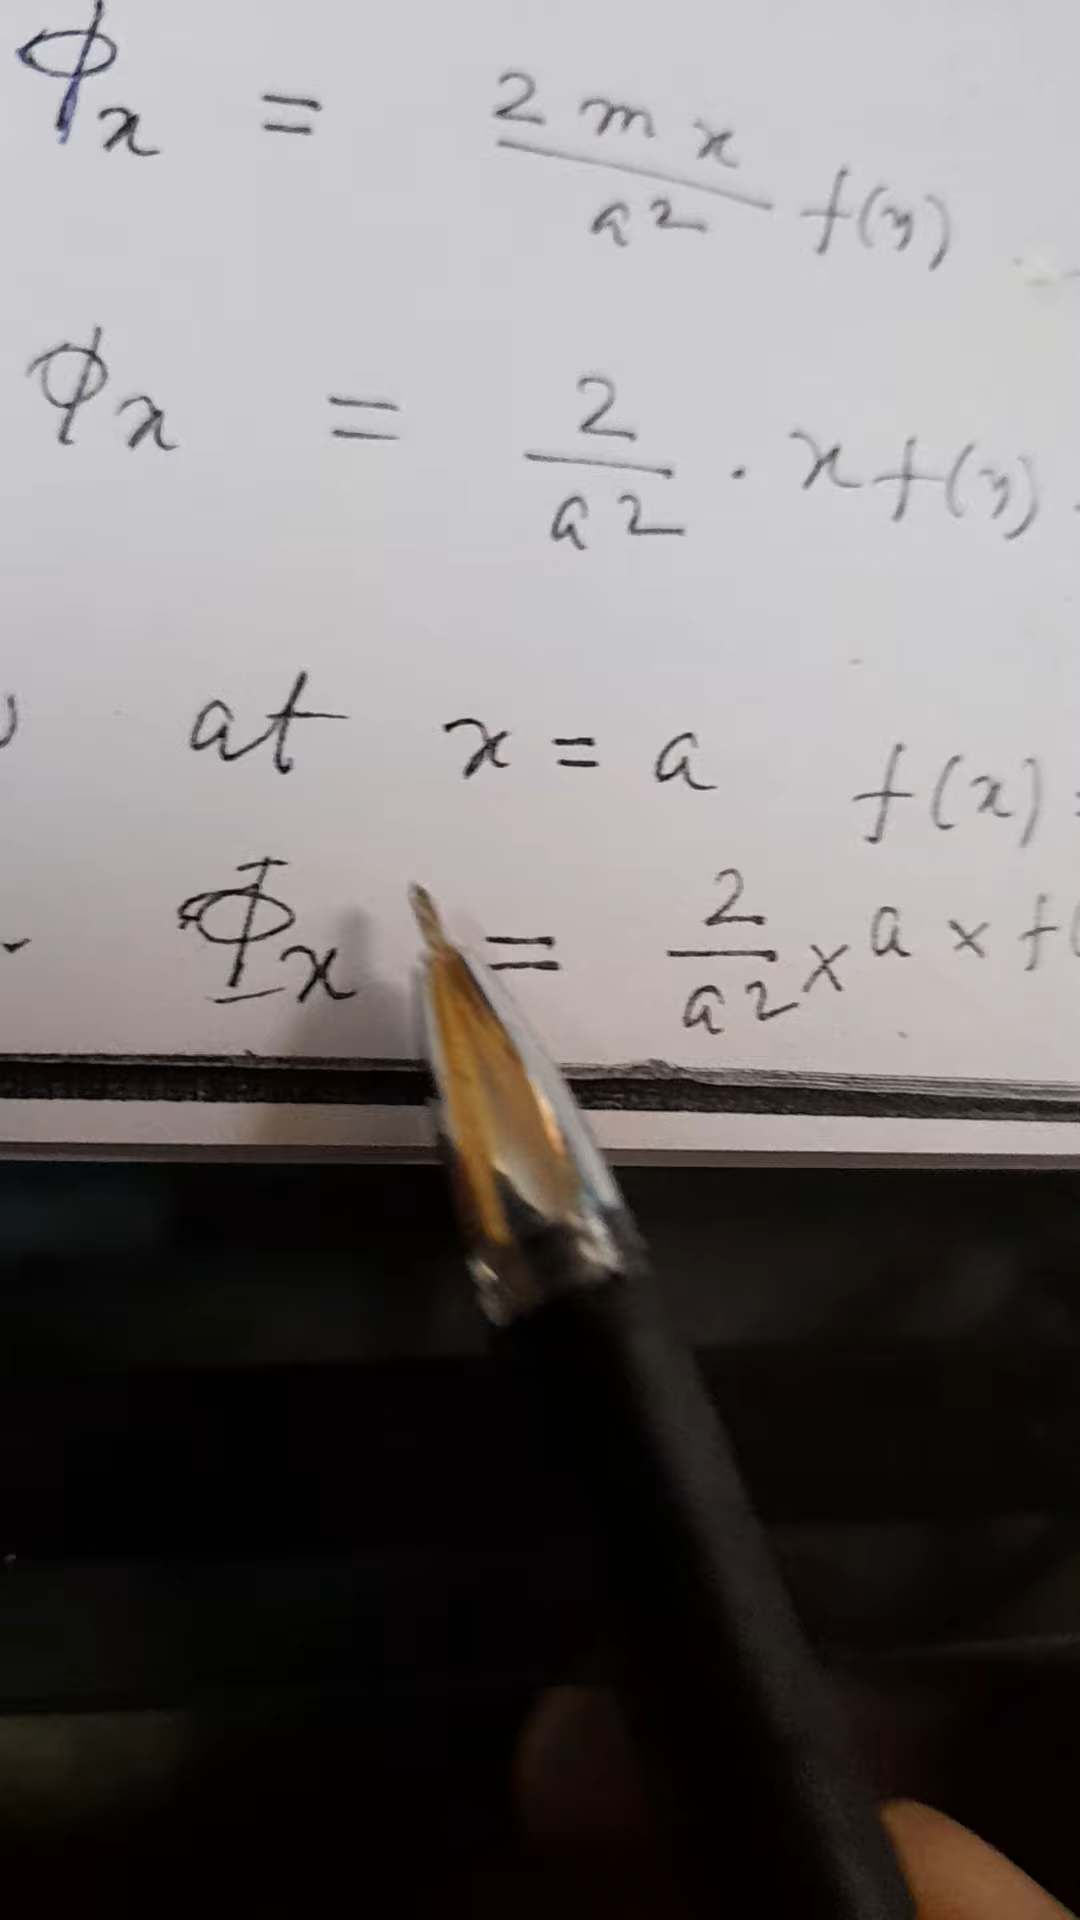 ϕx = 2mx/a2 f(y)
ϕx = 2/a2 . x f(y)
at x = a f(x) =
Φx = 2/a2 × a × f(